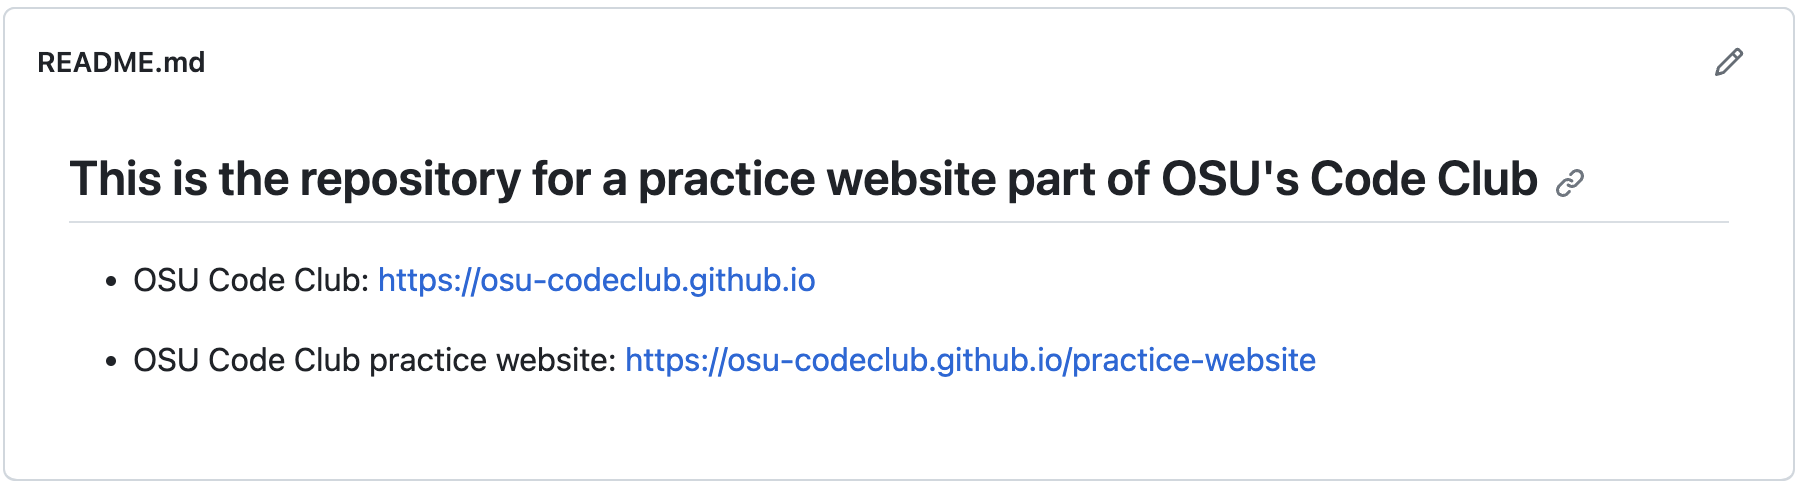 README.md
This is the repository for a practice website part of OSU's Code Club
• OSU Code Club: https://osu-codeclub.github.io
• OSU Code Club practice website: https://osu-codeclub.github.io/practice-website